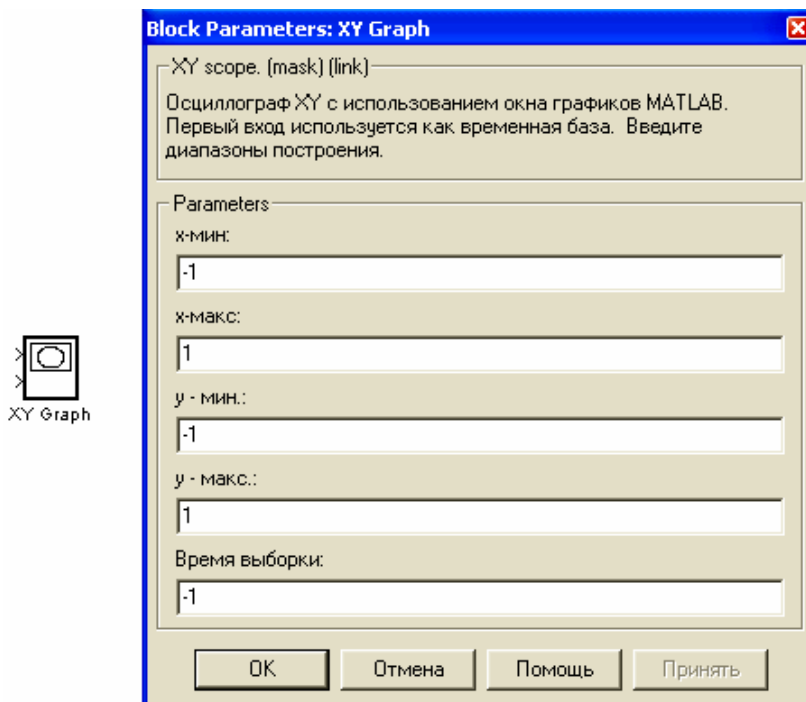 Block Parameters: XY Graph
XY scope. (mask) (link)
Осциллограф XY с использованием окна графиков MATLAB.
Первый вход используется как временная база. Введите
диапазоны построения.
Parameters
x-мин:
-1
x-макс:
1
y - мин.:
-1
y - макс.:
1
Время выборки:
-1
OK
Отмена
Помощь
Принять
XY Graph